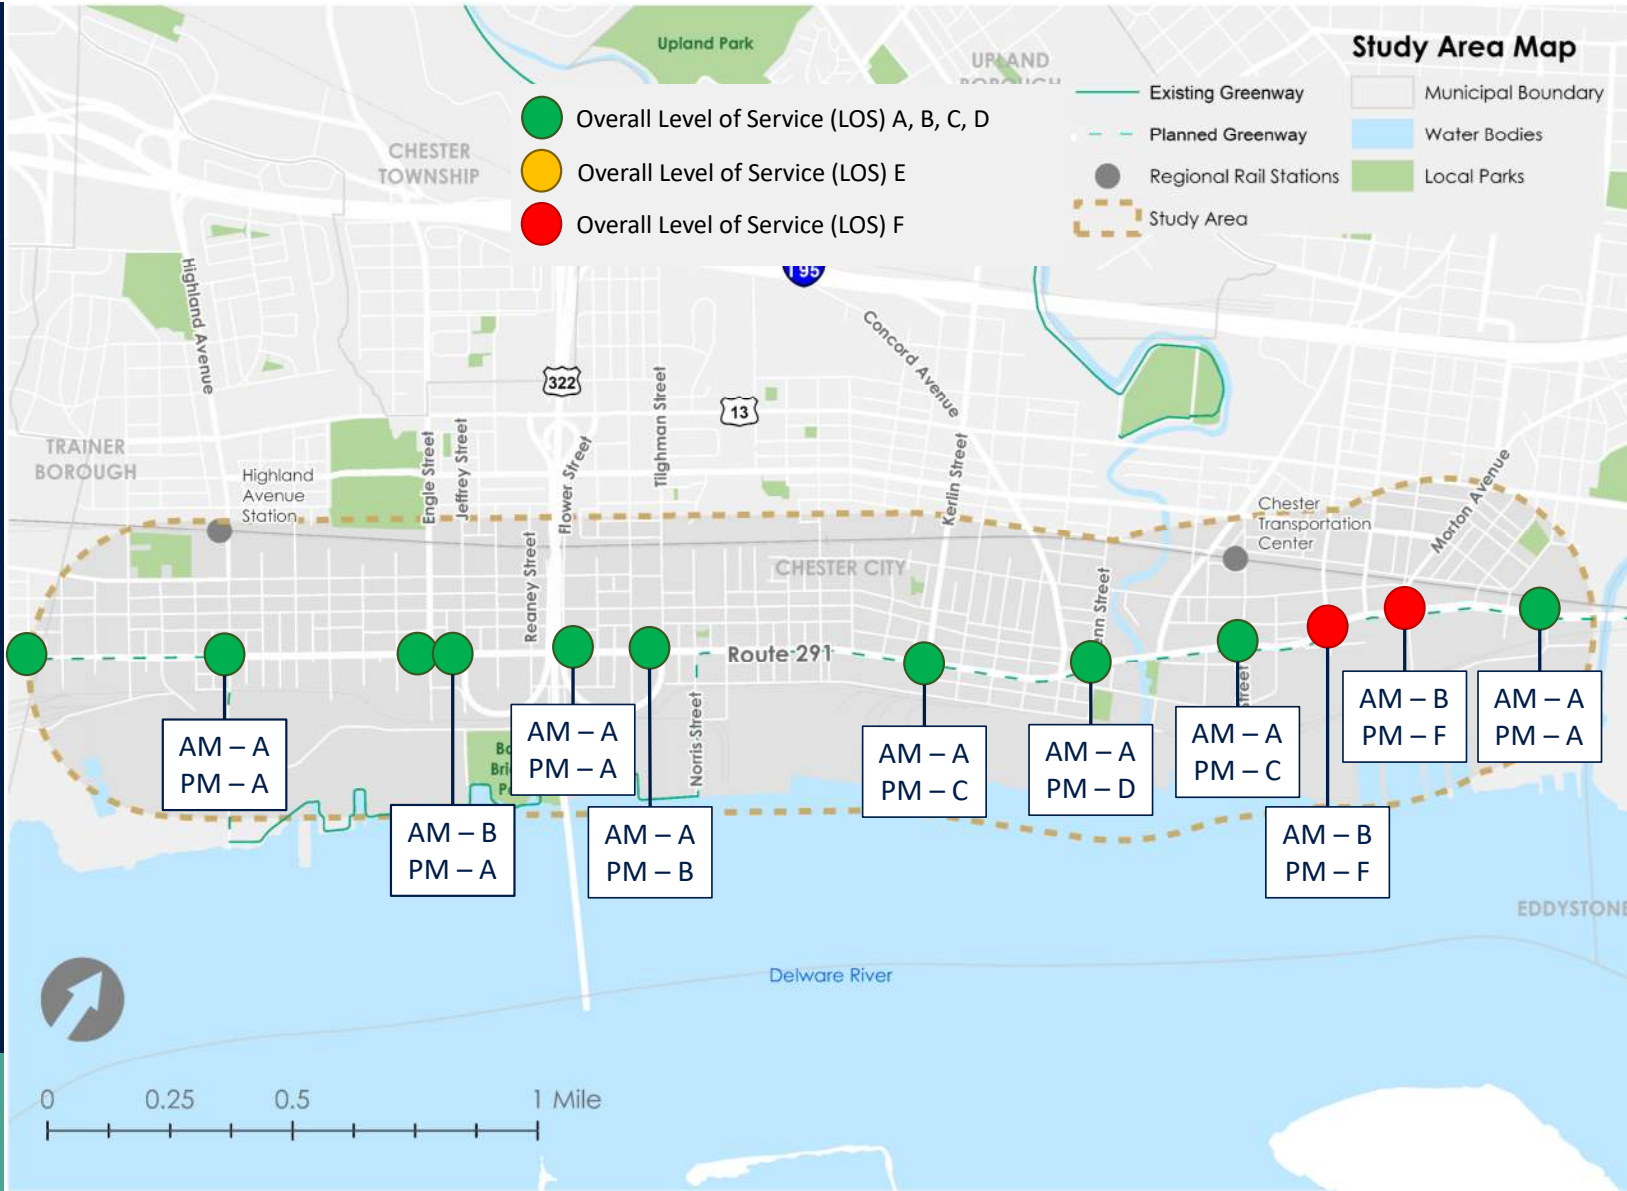 Study Area Map
Existing Greenway
Planned Greenway
Regional Rail Stations
Study Area
Municipal Boundary
Water Bodies
Local Parks
Overall Level of Service (LOS) A, B, C, D
Overall Level of Service (LOS) E
Overall Level of Service (LOS) F
Upland Park
UPLAND
BOROUGH
CHESTER
TOWNSHIP
I 95
Highland Avenue
Concord Avenue
322
13
TRAINER
BOROUGH
Highland
Avenue
Station
Engle Street
Jeffrey Street
Flower Street
Tilghman Street
Kerlin Street
Chester
Transportation
Center
Morton Avenue
Reaney Street
CHESTER CITY
enn Street
Route 291
Norris Street
Street
AM – A
PM – A
AM – B
PM – A
AM – A
PM – A
AM – A
PM – B
AM – A
PM – C
AM – A
PM – D
AM – A
PM – C
AM – B
PM – F
AM – B
PM – F
AM – A
PM – A
EDDYSTONE
Delware River
0 0.25 0.5 1 Mile